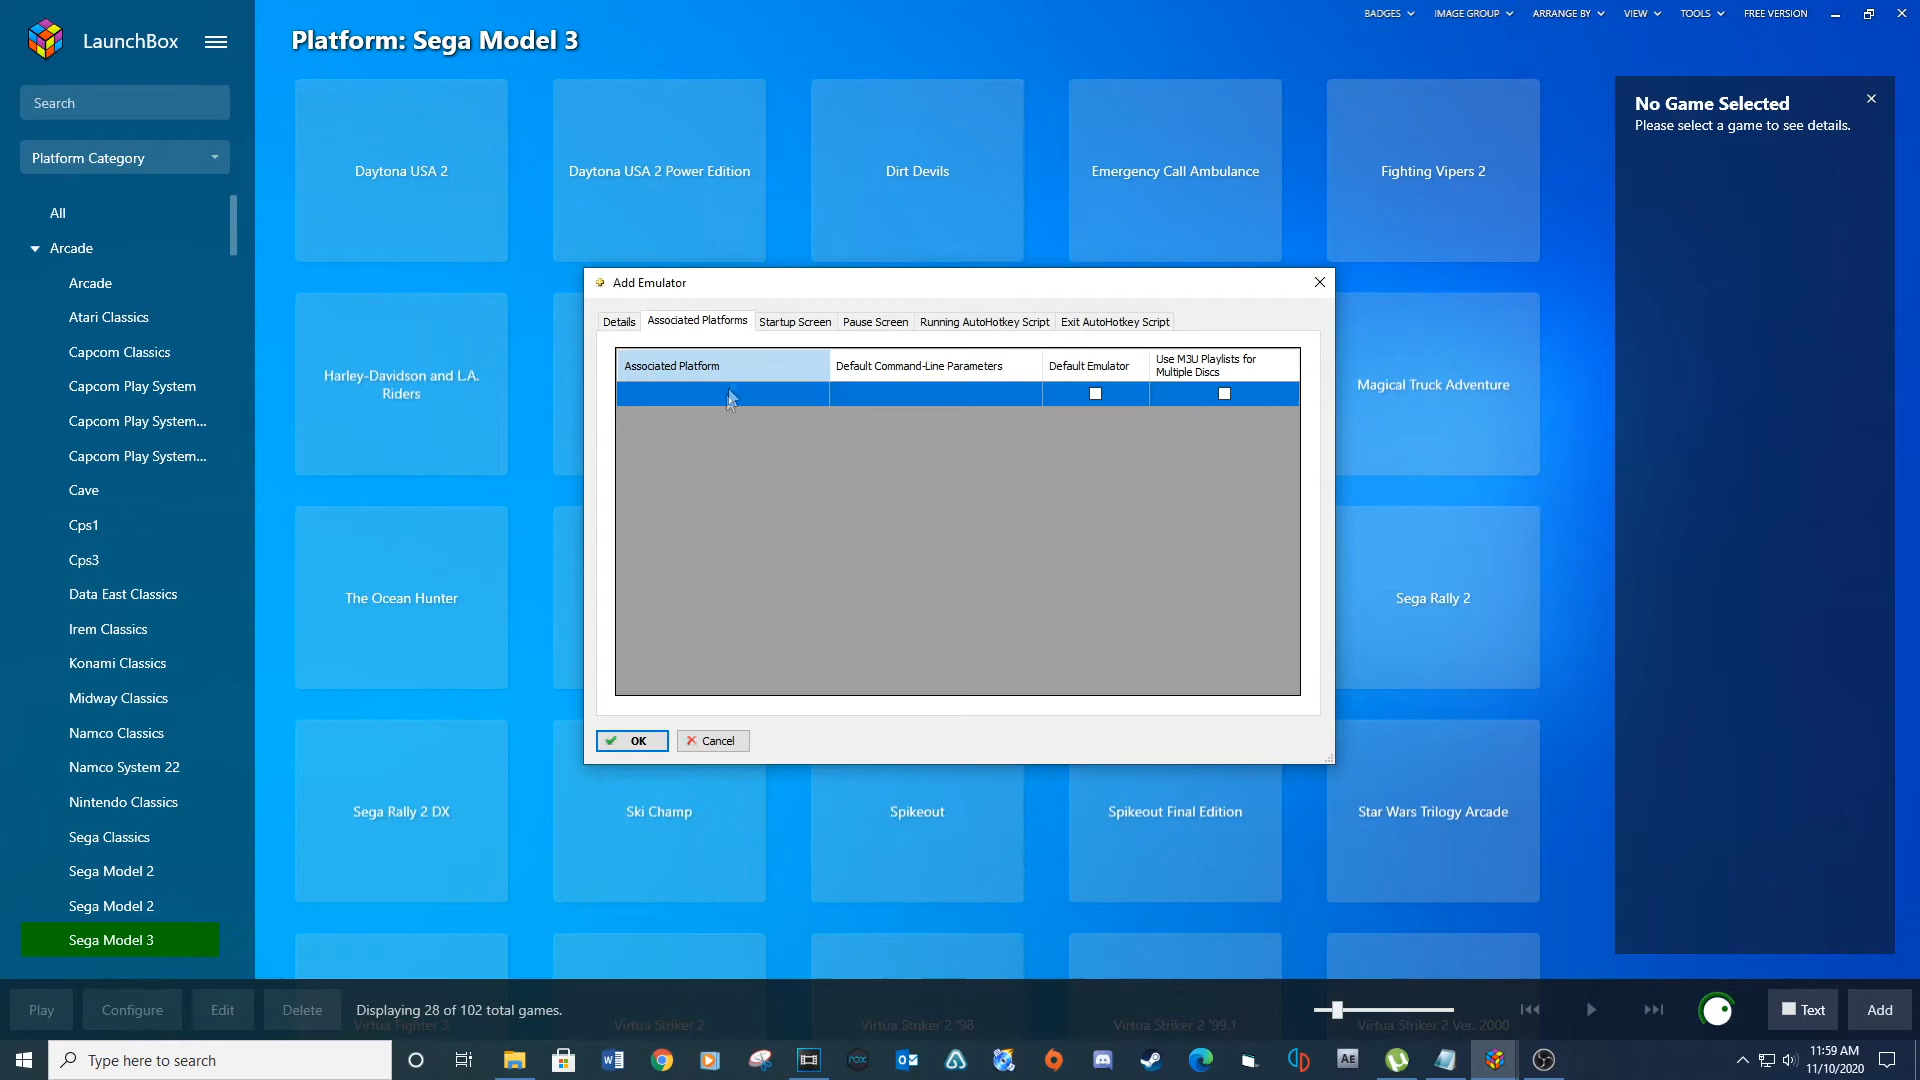 LaunchBox
Platform: Sega Model 3
BADGES
IMAGE GROUP
ARRANGE BY
VIEW
TOOLS
FREE VERSION
Search
Platform Category
All
Arcade
Arcade
Atari Classics
Capcom Classics
Capcom Play System
Capcom Play System...
Capcom Play System...
Cave
Cps1
Cps3
Data East Classics
Irem Classics
Konami Classics
Midway Classics
Namco Classics
Namco System 22
Nintendo Classics
Sega Classics
Sega Model 2
Sega Model 2
Sega Model 3
Daytona USA 2
Daytona USA 2 Power Edition
Dirt Devils
Emergency Call Ambulance
Fighting Vipers 2
Harley-Davidson and L.A.
Riders
Magical Truck Adventure
The Ocean Hunter
Sega Rally 2
Sega Rally 2 DX
Ski Champ
Spikeout
Spikeout Final Edition
Star Wars Trilogy Arcade
Virtua Fighter 3
Virtua Striker 2
Virtua Striker 2 '98
Virtua Striker 2 '99.1
Virtua Striker 2 Ver. 2000
No Game Selected
Please select a game to see details.
Add Emulator
Details
Associated Platforms
Startup Screen
Pause Screen
Running AutoHotkey Script
Exit AutoHotkey Script
Associated Platform
Default Command-Line Parameters
Default Emulator
Use M3U Playlists for
Multiple Discs
OK
Cancel
Play
Configure
Edit
Delete
Displaying 28 of 102 total games.
Text
Add
Type here to search
AE
11:59 AM
11/10/2020